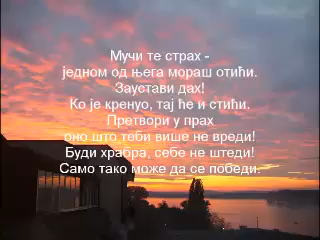 Мучи те страх -
једном од њега мораш отићи.
Заустави дах!
Ко је кренуо, тај ће и стићи.
Претвори у прах
оно што теби више не вреди!
Буди храбра, себе не штеди!
Само тако може да се победи.